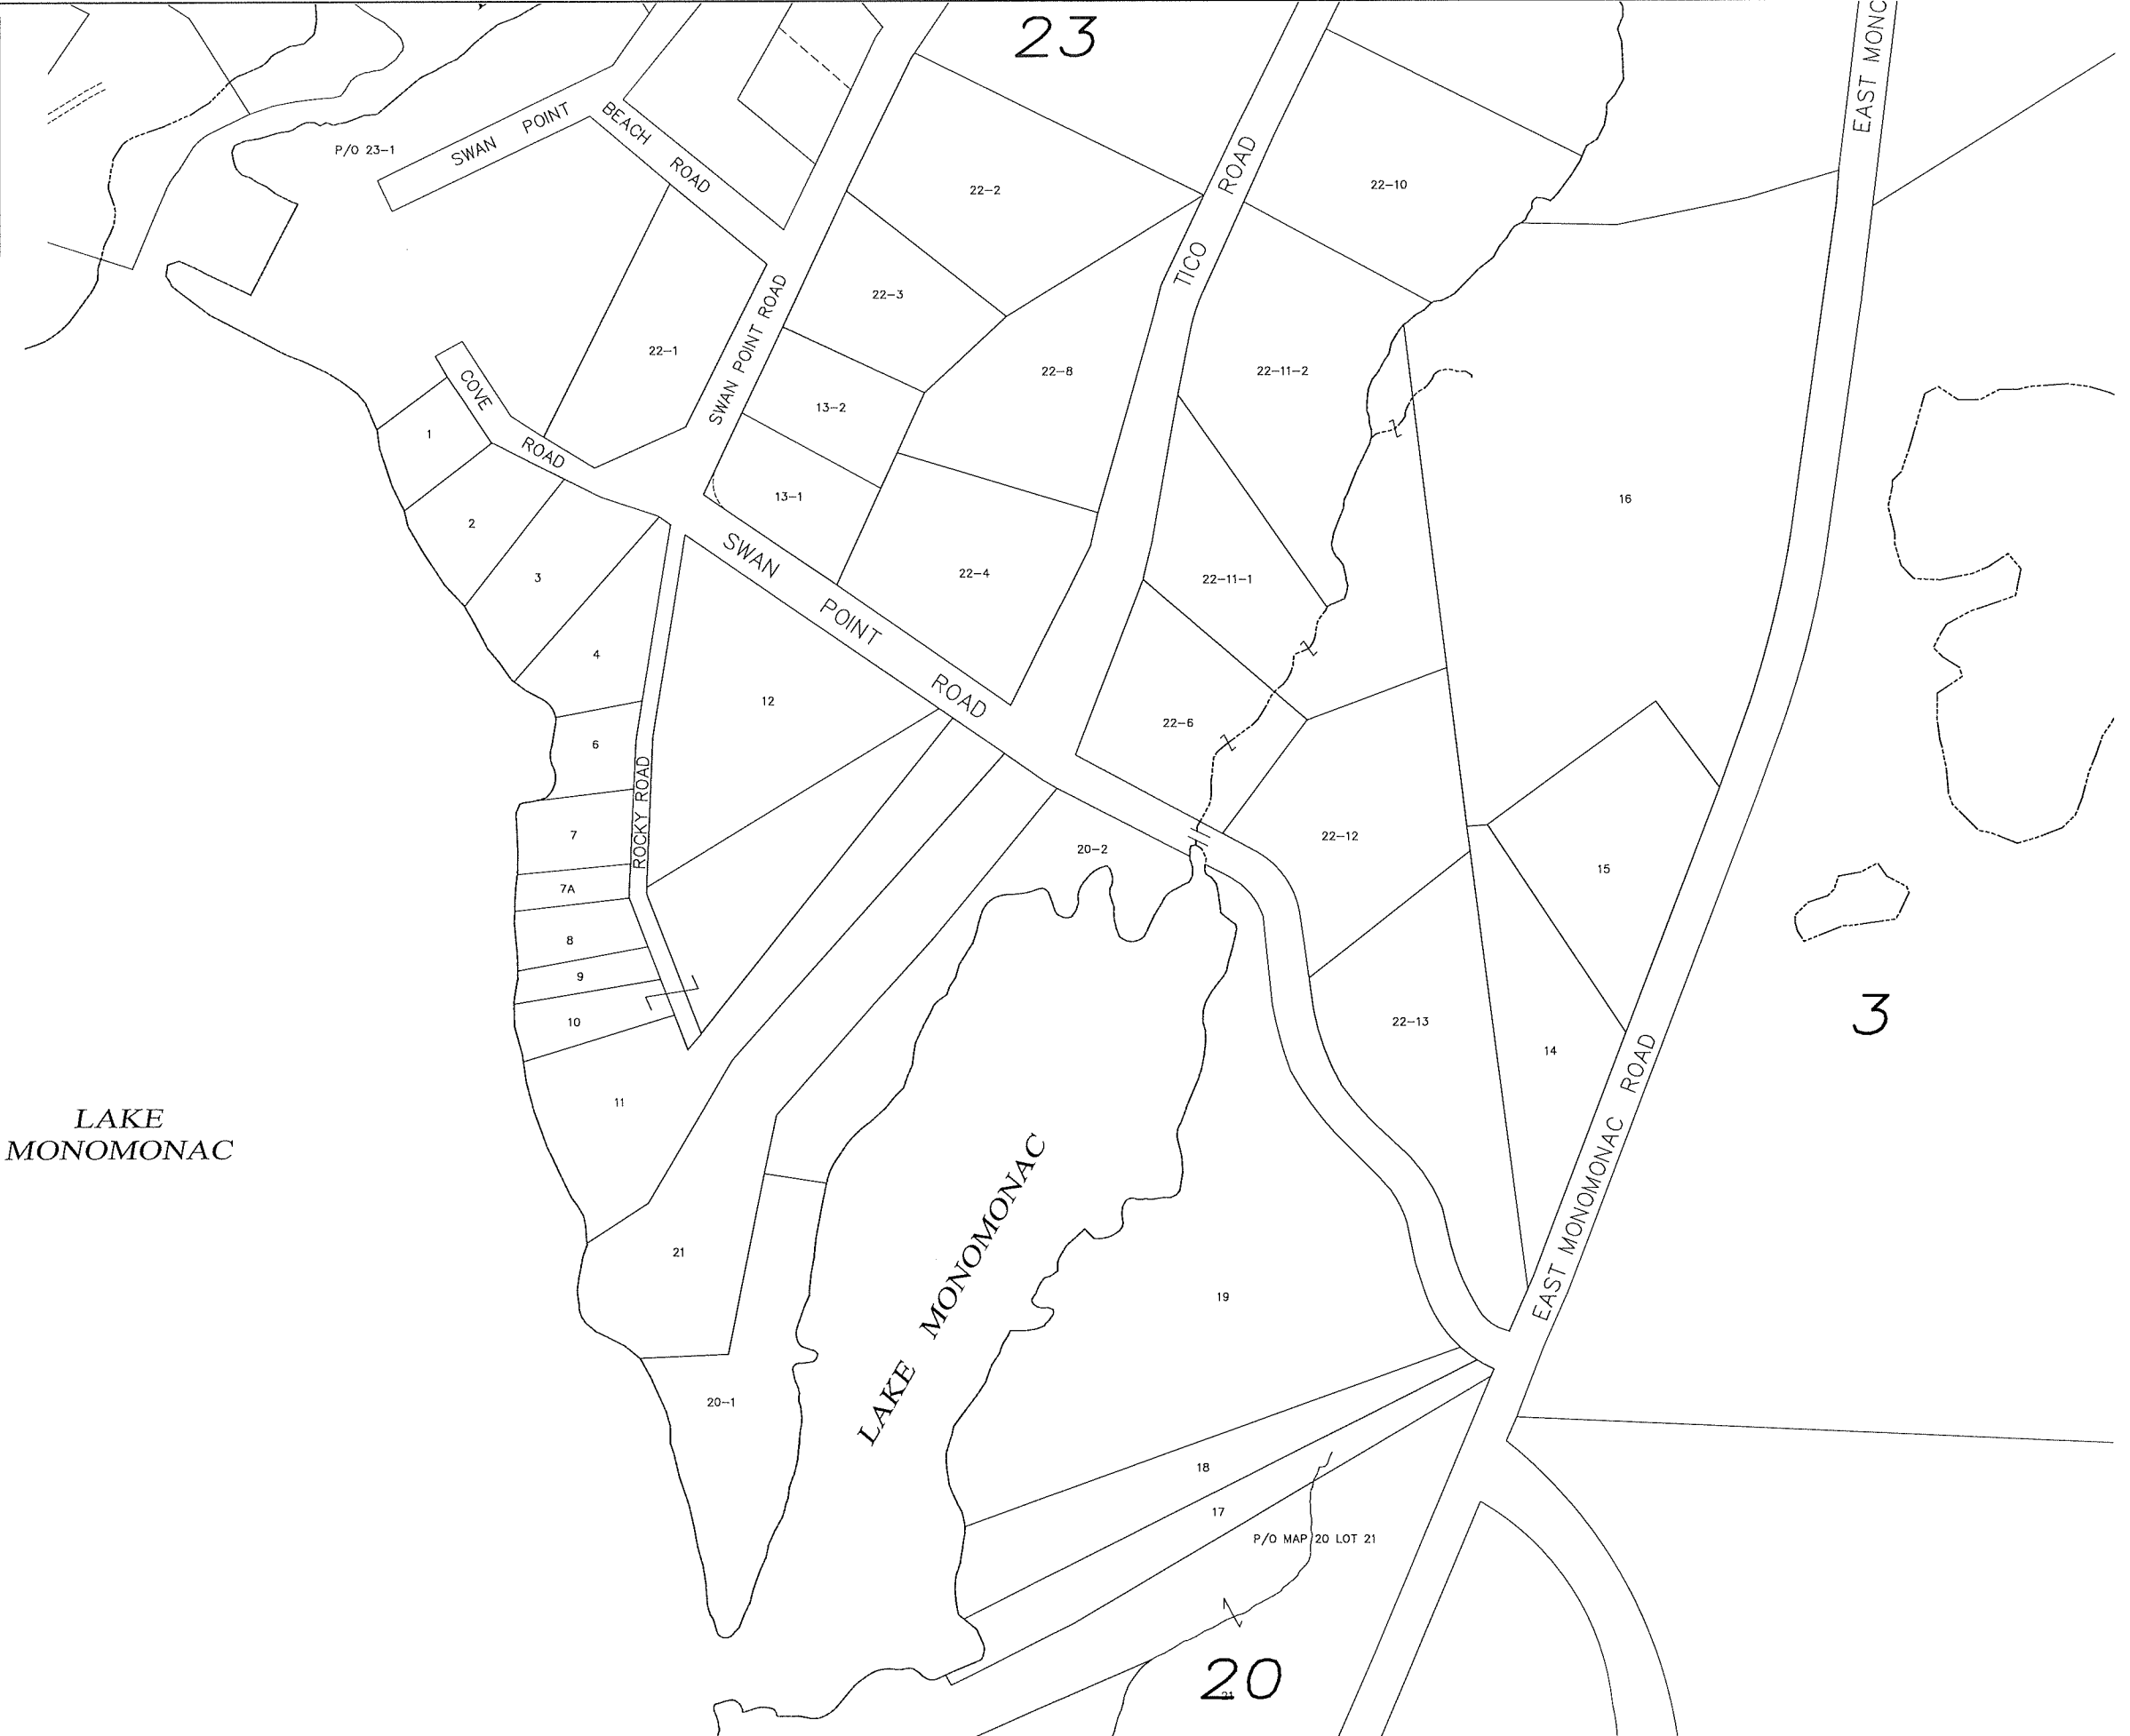 23
EAST MONC
P/O 23-1
SWAN POINT
BEACH ROAD
22-2
22-10
TICO ROAD
22-3
SWAN POINT ROAD
22-1
22-8
22-11-2
COVE
ROAD
1
13-2
2
13-1
16
3
SWAN POINT ROAD
22-4
22-11-1
4
12
22-6
6
ROCKY ROAD
7
20-2
22-12
15
7A
8
9
10
22-13
3
14
11
EAST MONOMONAC ROAD
LAKE
MONOMONAC
LAKE MONOMONAC
21
19
20-1
18
17
P/O MAP 20 LOT 21
20
21